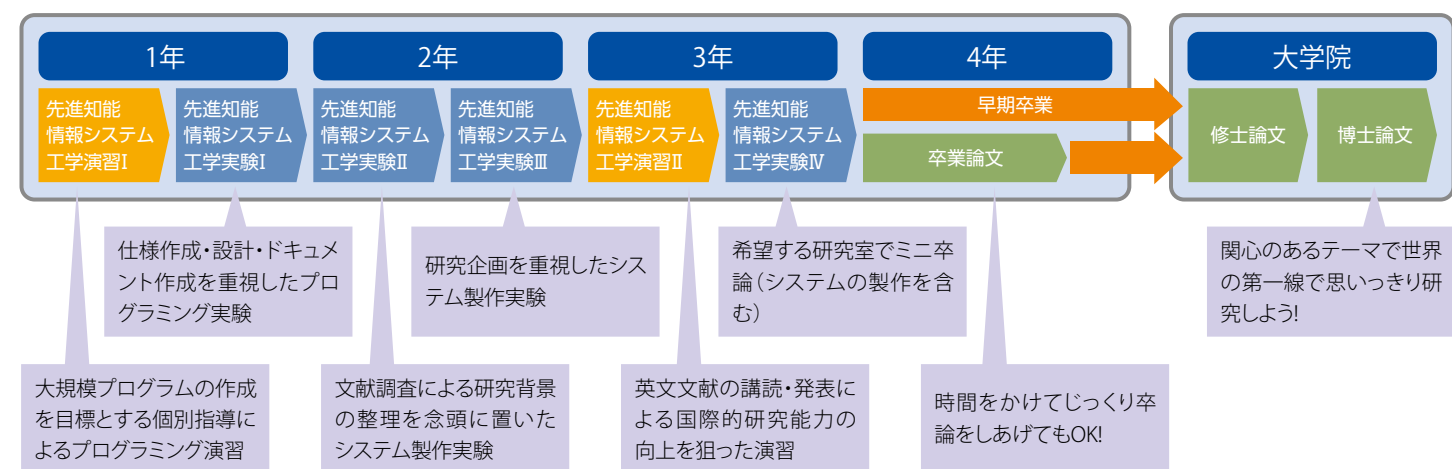 1年
2年
3年
4年
大学院
先進知能
情報システム
工学演習Ⅰ
先進知能
情報システム
工学実験Ⅰ
先進知能
情報システム
工学実験Ⅱ
先進知能
情報システム
工学実験Ⅲ
先進知能
情報システム
工学演習Ⅱ
先進知能
情報システム
工学実験Ⅳ
早期卒業
卒業論文
修士論文
博士論文
仕様作成・設計・ドキュメ
ント作成を重視したプロ
グラミング実験
研究企画を重視したシス
テム製作実験
希望する研究室でミニ卒
論（システムの製作を含
む）
関心のあるテーマで世界
の第一線で思いっきり研
究しよう!
大規模プログラムの作成
を目標とする個別指導に
よるプログラミング演習
文献調査による研究背景
の整理を念頭に置いた
システム製作実験
英文文献の講読・発表に
よる国際的研究能力の
向上を狙った演習
時間をかけてじっくり卒
論をしあげてもOK!